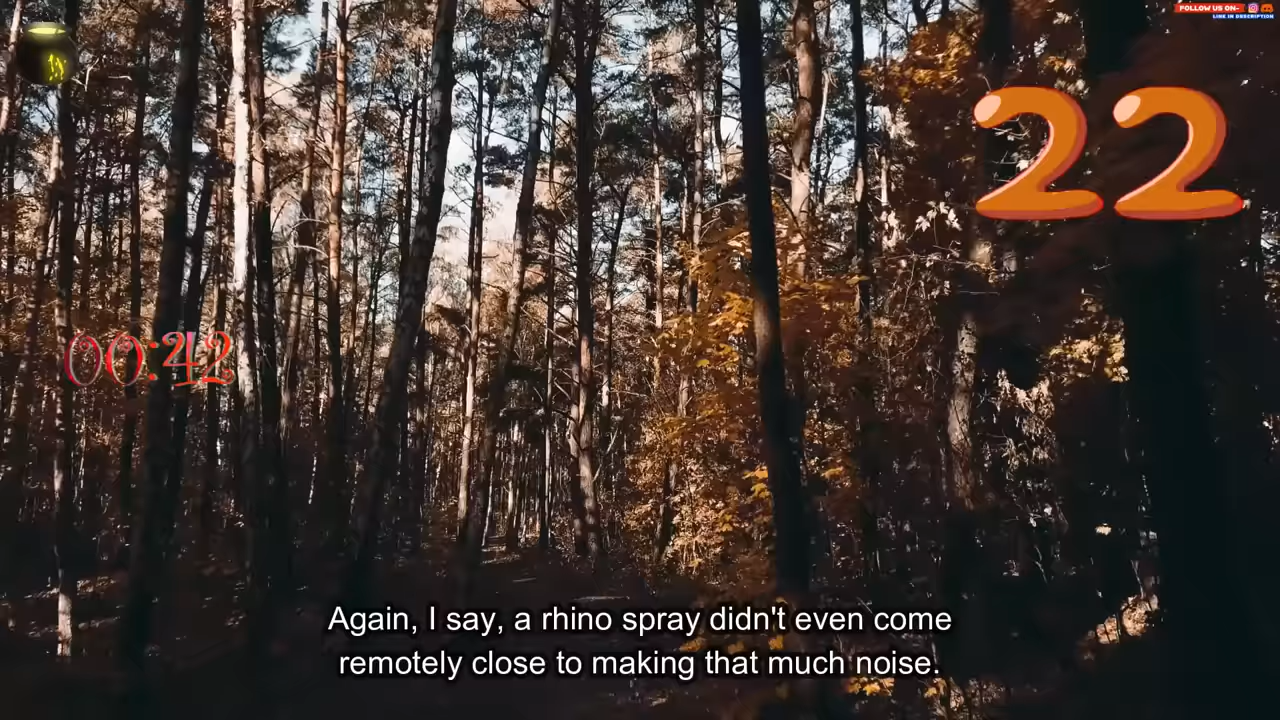 FOLLOW US ON-
LINK IN DESCRIPTION
22
00:42
Again, I say, a rhino spray didn't even come
remotely close to making that much noise.